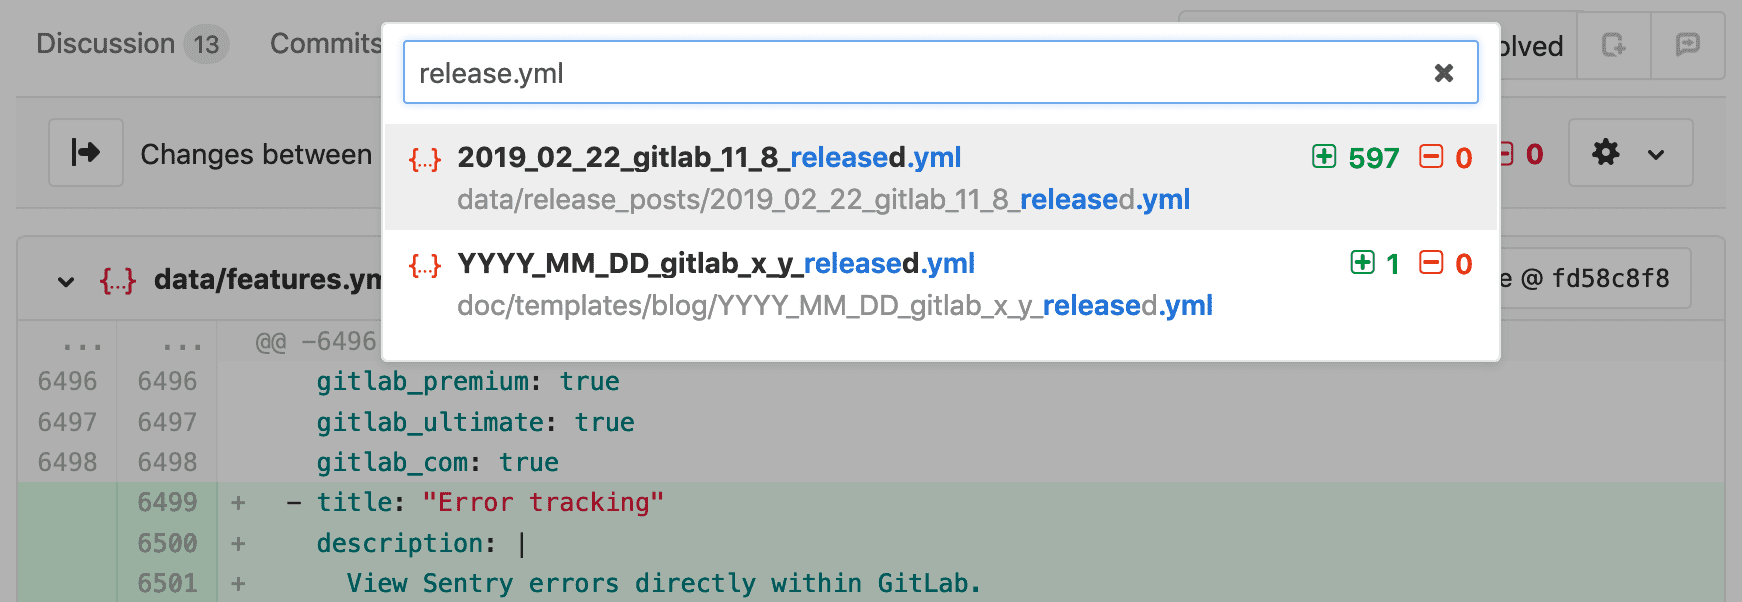 Discussion 13 Commits
release.yml
Changes between
2019_02_22_gitlab_11_8_released.yml 597 0
data/release_posts/2019_02_22_gitlab_11_8_released.yml
0
YYYY_MM_DD_gitlab_x_y_released.yml 1 0
doc/templates/blog/YYYY_MM_DD_gitlab_x_y_released.yml
{...} data/features.ym
e @ fd58c8f8
... ... @@ -6496
6496 6496 gitlab_premium: true
6497 6497 gitlab_ultimate: true
6498 6498 gitlab_com: true
6499 + - title: "Error tracking"
6500 + description: |
6501 + View Sentry errors directly within GitLab.